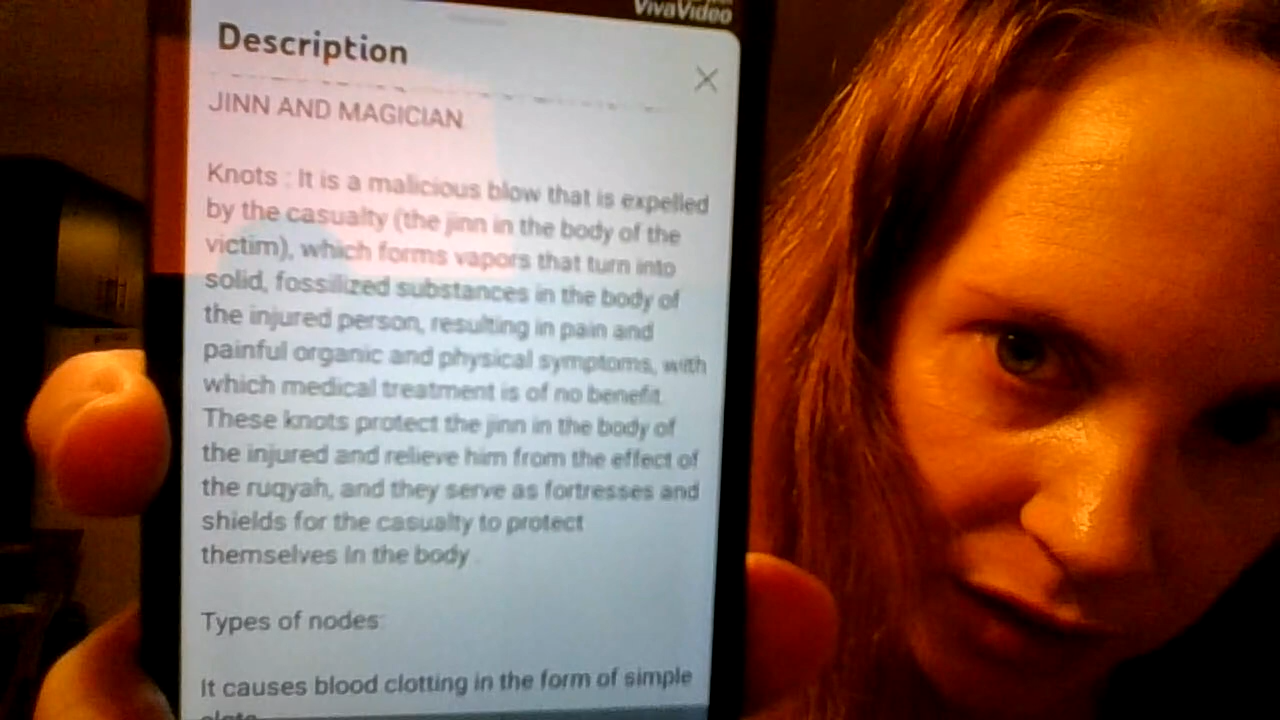 VivaVideo
Description
JINN AND MAGICIAN
Knots : It is a malicious blow that is expelled
by the casualty (the jinn in the body of the
victim), which forms vapors that turn into
solid, fossilized substances in the body of
the injured person, resulting in pain and
painful organic and physical symptoms, with
which medical treatment is of no benefit.
These knots protect the jinn in the body of
the injured and relieve him from the effect of
the ruqyah, and they serve as fortresses and
shields for the casualty to protect
themselves in the body .
Types of nodes:
It causes blood clotting in the form of simple